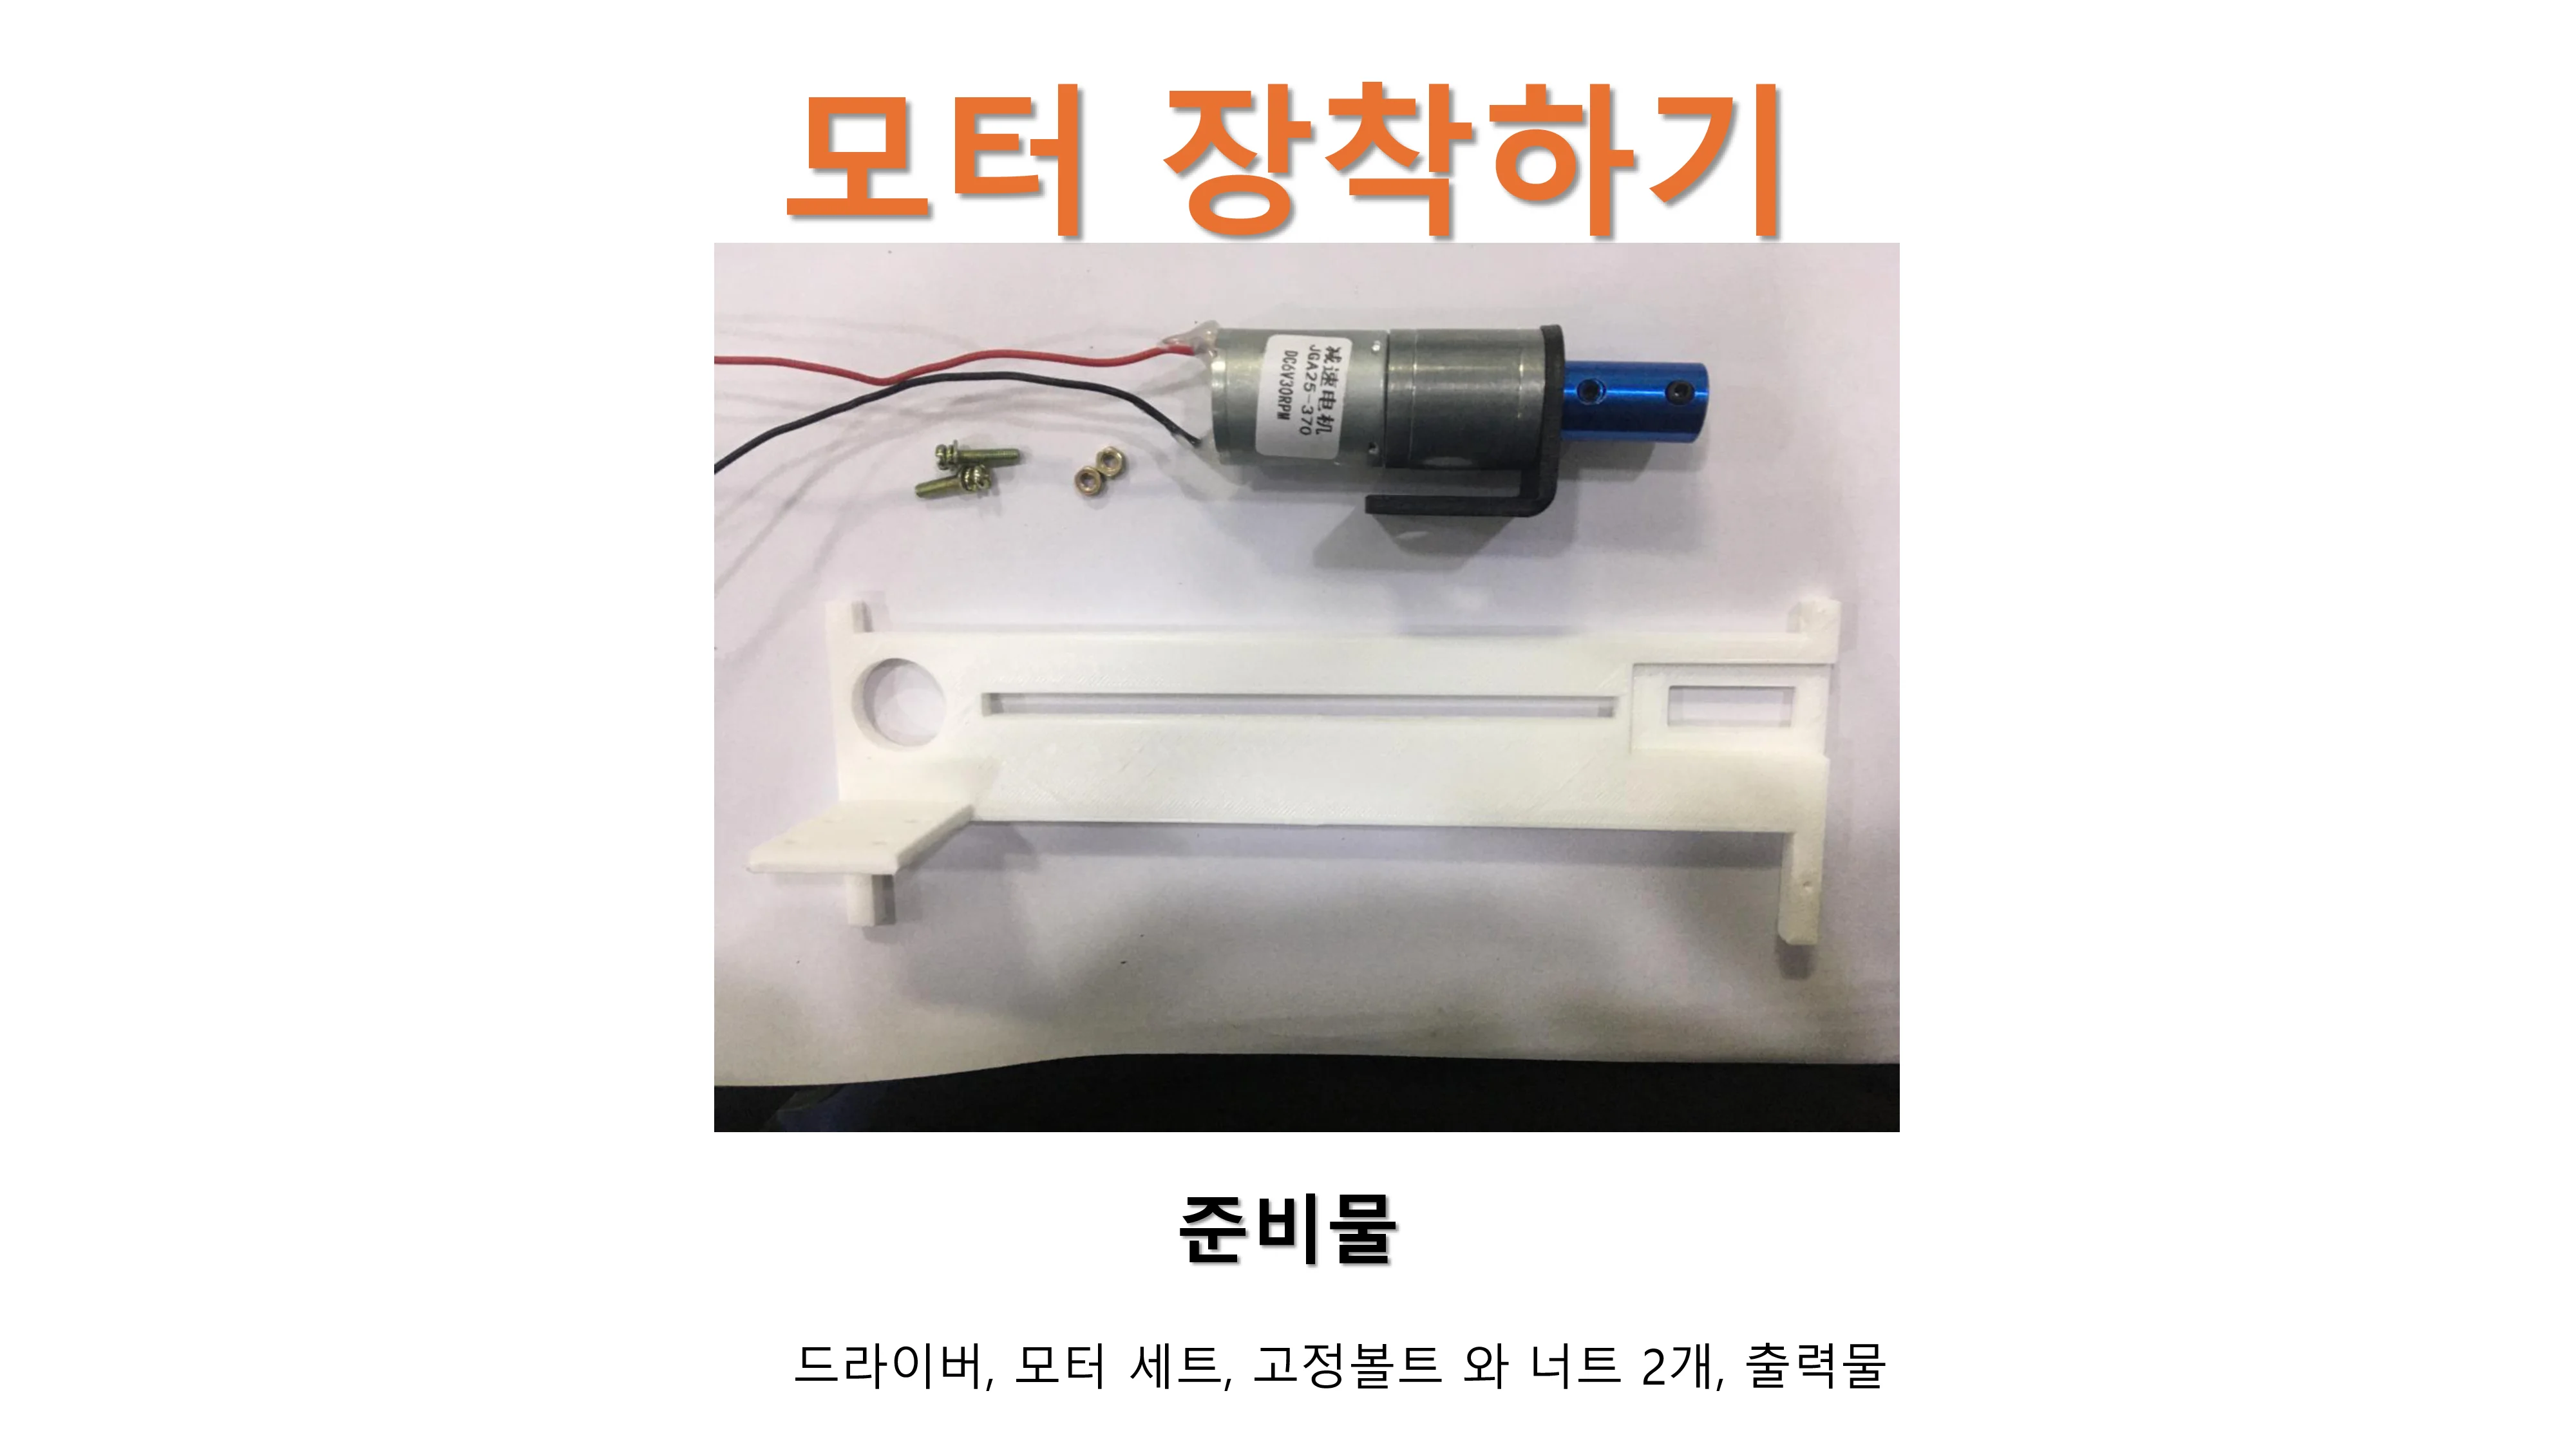 모터 장착하기
减速电机
JGA25-370
DC6V30RPM
준비물
드라이버, 모터 세트, 고정볼트 와 너트 2개, 출력물